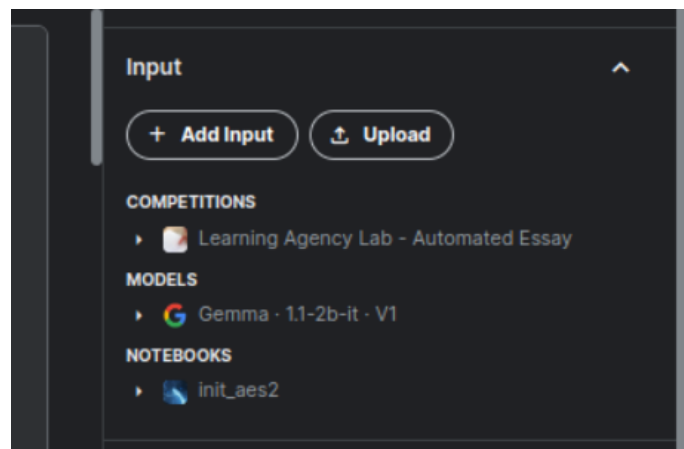 Input
+ Add Input Upload
COMPETITIONS
Learning Agency Lab - Automated Essay
MODELS
Gemma · 1.1-2b-it · V1
NOTEBOOKS
init_aes2